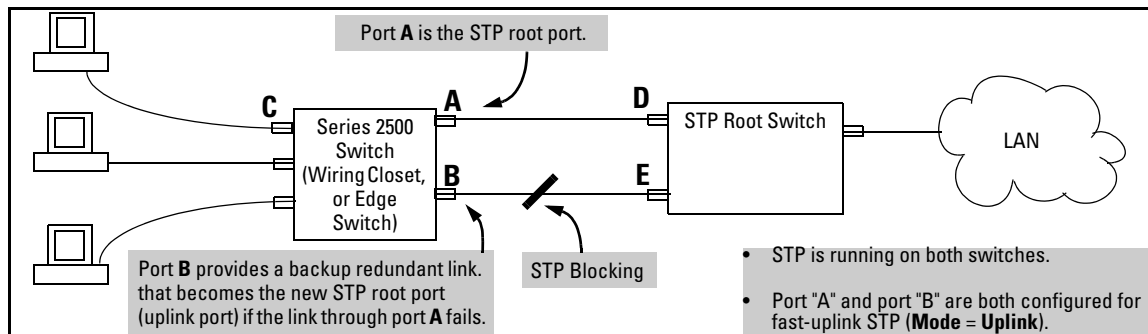 Port A is the STP root port.
C
A
D
Series 2500
Switch
(Wiring Closet,
or Edge
Switch)
STP Root Switch
LAN
B
E
Port B provides a backup redundant link.
that becomes the new STP root port
(uplink port) if the link through port A fails.
STP Blocking
• STP is running on both switches.
• Port "A" and port "B" are both configured for
fast-uplink STP (Mode = Uplink).